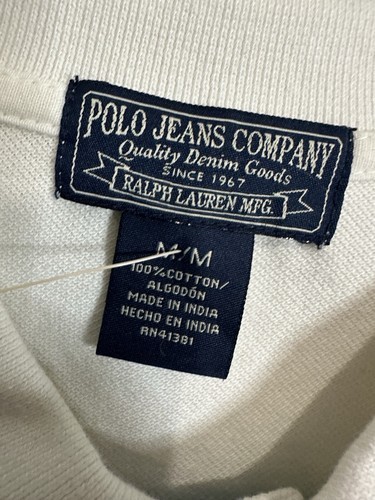 POLO JEANS COMPANY
Quality Denim Goods
SINCE 1967
RALPH LAUREN MFG.
M/M
100% COTTON/
ALGODÓN
MADE IN INDIA
HECHO EN INDIA
RN41381